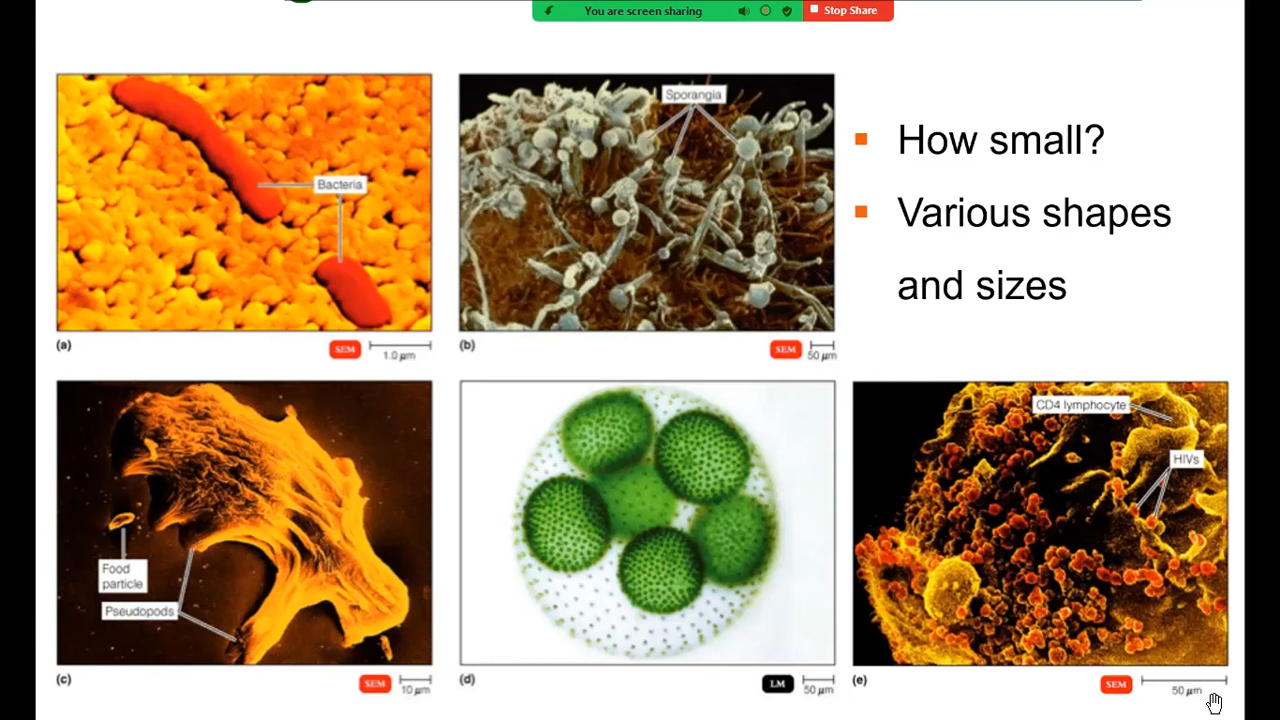 You are screen sharing
Stop Share
Bacteria
(a)
SEM
1.0 µm
Sporangia
(b)
SEM
50 µm
▪ How small?
▪ Various shapes
and sizes
Food
particle
Pseudopods
(c)
SEM
10 µm
(d)
LM
50 µm
CD4 lymphocyte
HIVs
(e)
SEM
50 µm